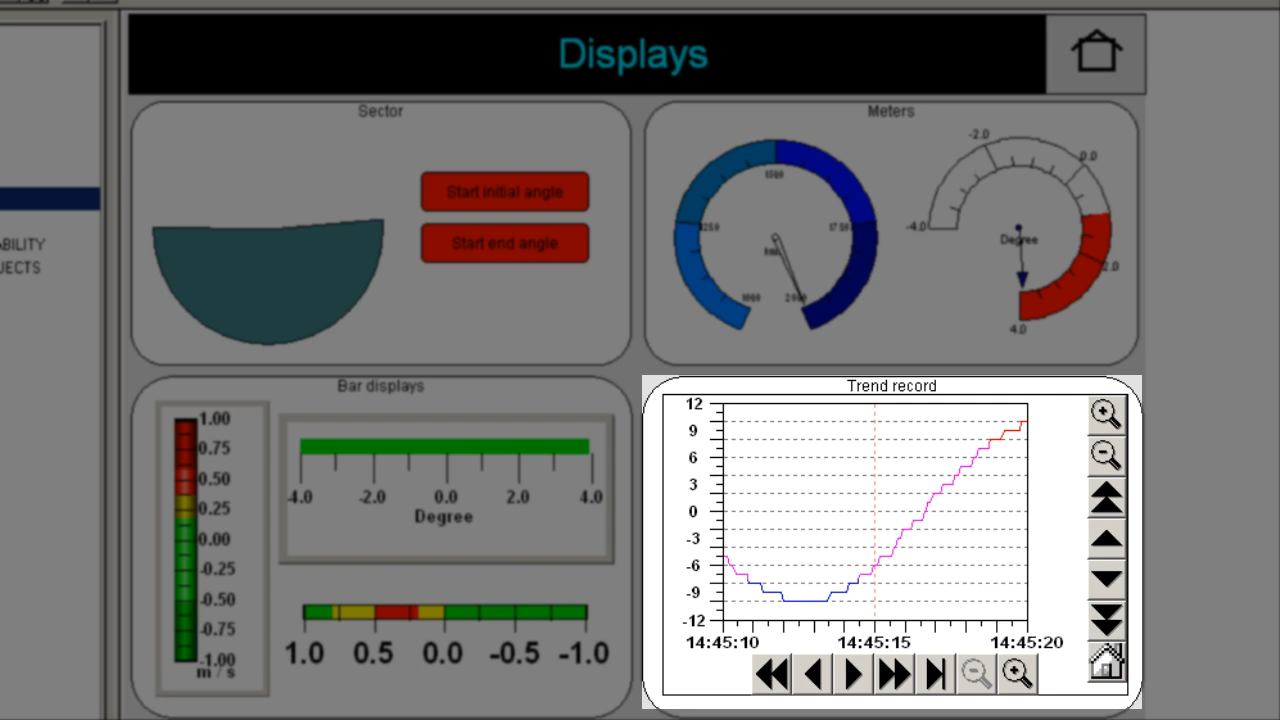 Displays
Sector
Meters
ABILITY
JECTS
Start initial angle
Start end angle
1500
1250
1750
1000
-2.0
0.0
-4.0
Degree
2.0
4.0
Bar displays
1.00
0.75
0.50
0.25
0.00
-0.25
-0.50
-0.75
-1.00
m / s
-4.0 -2.0 0.0 2.0 4.0
Degree
1.0 0.5 0.0 -0.5 -1.0
Trend record
12
9
6
3
0
-3
-6
-9
-12
14:45:10 14:45:15 14:45:20